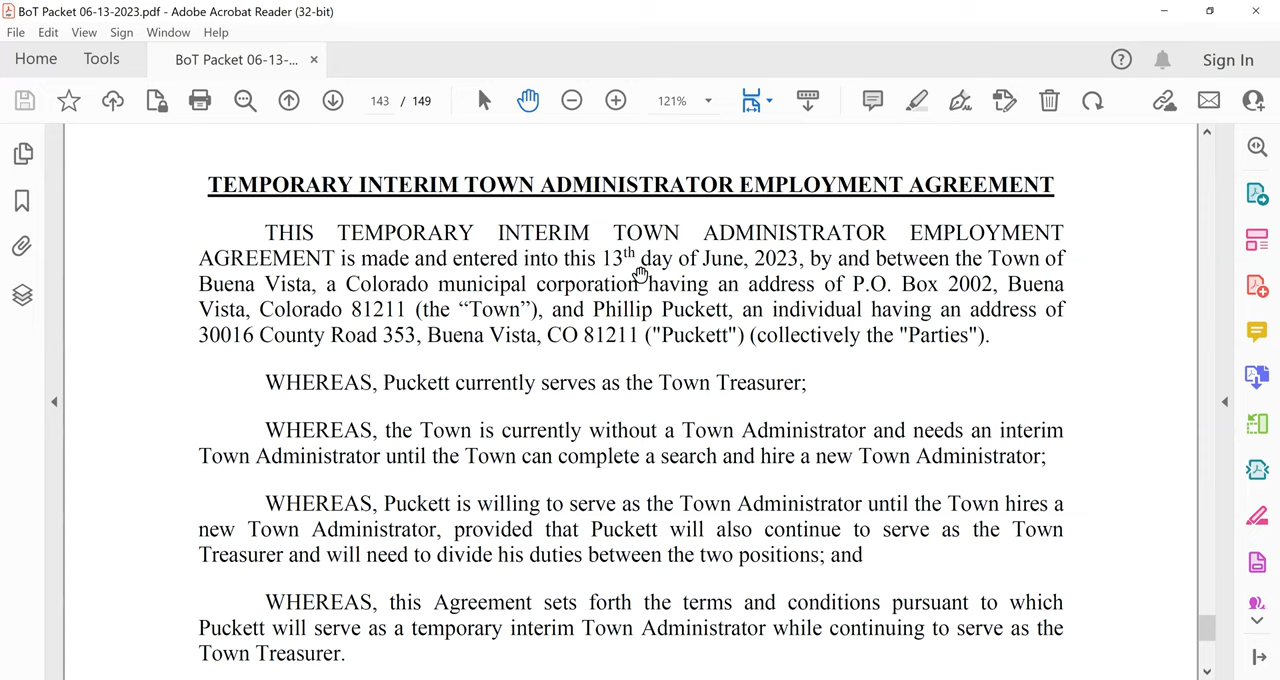 BoT Packet 06-13-2023.pdf - Adobe Acrobat Reader (32-bit)
File Edit View Sign Window Help
Home Tools BoT Packet 06-13-... × Sign In
143 / 149 121%
TEMPORARY INTERIM TOWN ADMINISTRATOR EMPLOYMENT AGREEMENT
THIS TEMPORARY INTERIM TOWN ADMINISTRATOR EMPLOYMENT
AGREEMENT is made and entered into this 13th day of June, 2023, by and between the Town of
Buena Vista, a Colorado municipal corporation having an address of P.O. Box 2002, Buena
Vista, Colorado 81211 (the “Town”), and Phillip Puckett, an individual having an address of
30016 County Road 353, Buena Vista, CO 81211 ("Puckett") (collectively the "Parties").
WHEREAS, Puckett currently serves as the Town Treasurer;
WHEREAS, the Town is currently without a Town Administrator and needs an interim
Town Administrator until the Town can complete a search and hire a new Town Administrator;
WHEREAS, Puckett is willing to serve as the Town Administrator until the Town hires a
new Town Administrator, provided that Puckett will also continue to serve as the Town
Treasurer and will need to divide his duties between the two positions; and
WHEREAS, this Agreement sets forth the terms and conditions pursuant to which
Puckett will serve as a temporary interim Town Administrator while continuing to serve as the
Town Treasurer.